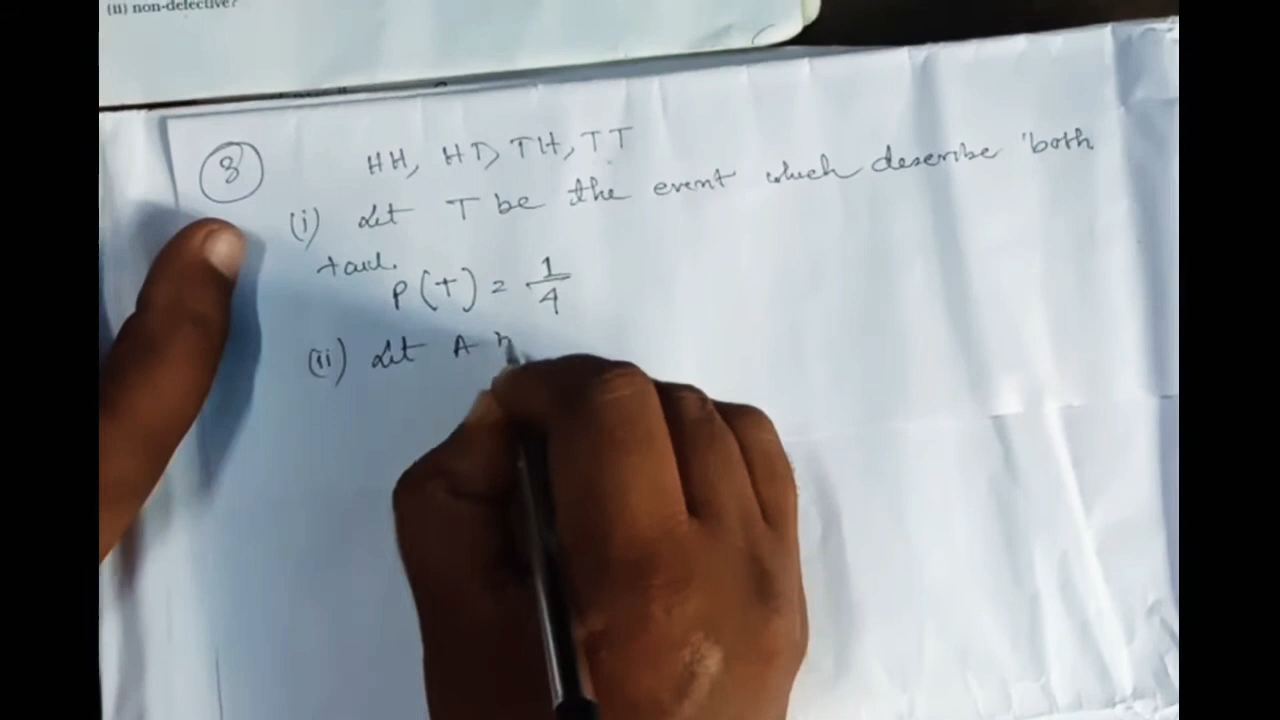 (ii) non-defective?
8 HH, HT, TH, TT
(i) Let T be the event which describe 'both
tail.
P(T) = 1/4
(ii) Let A